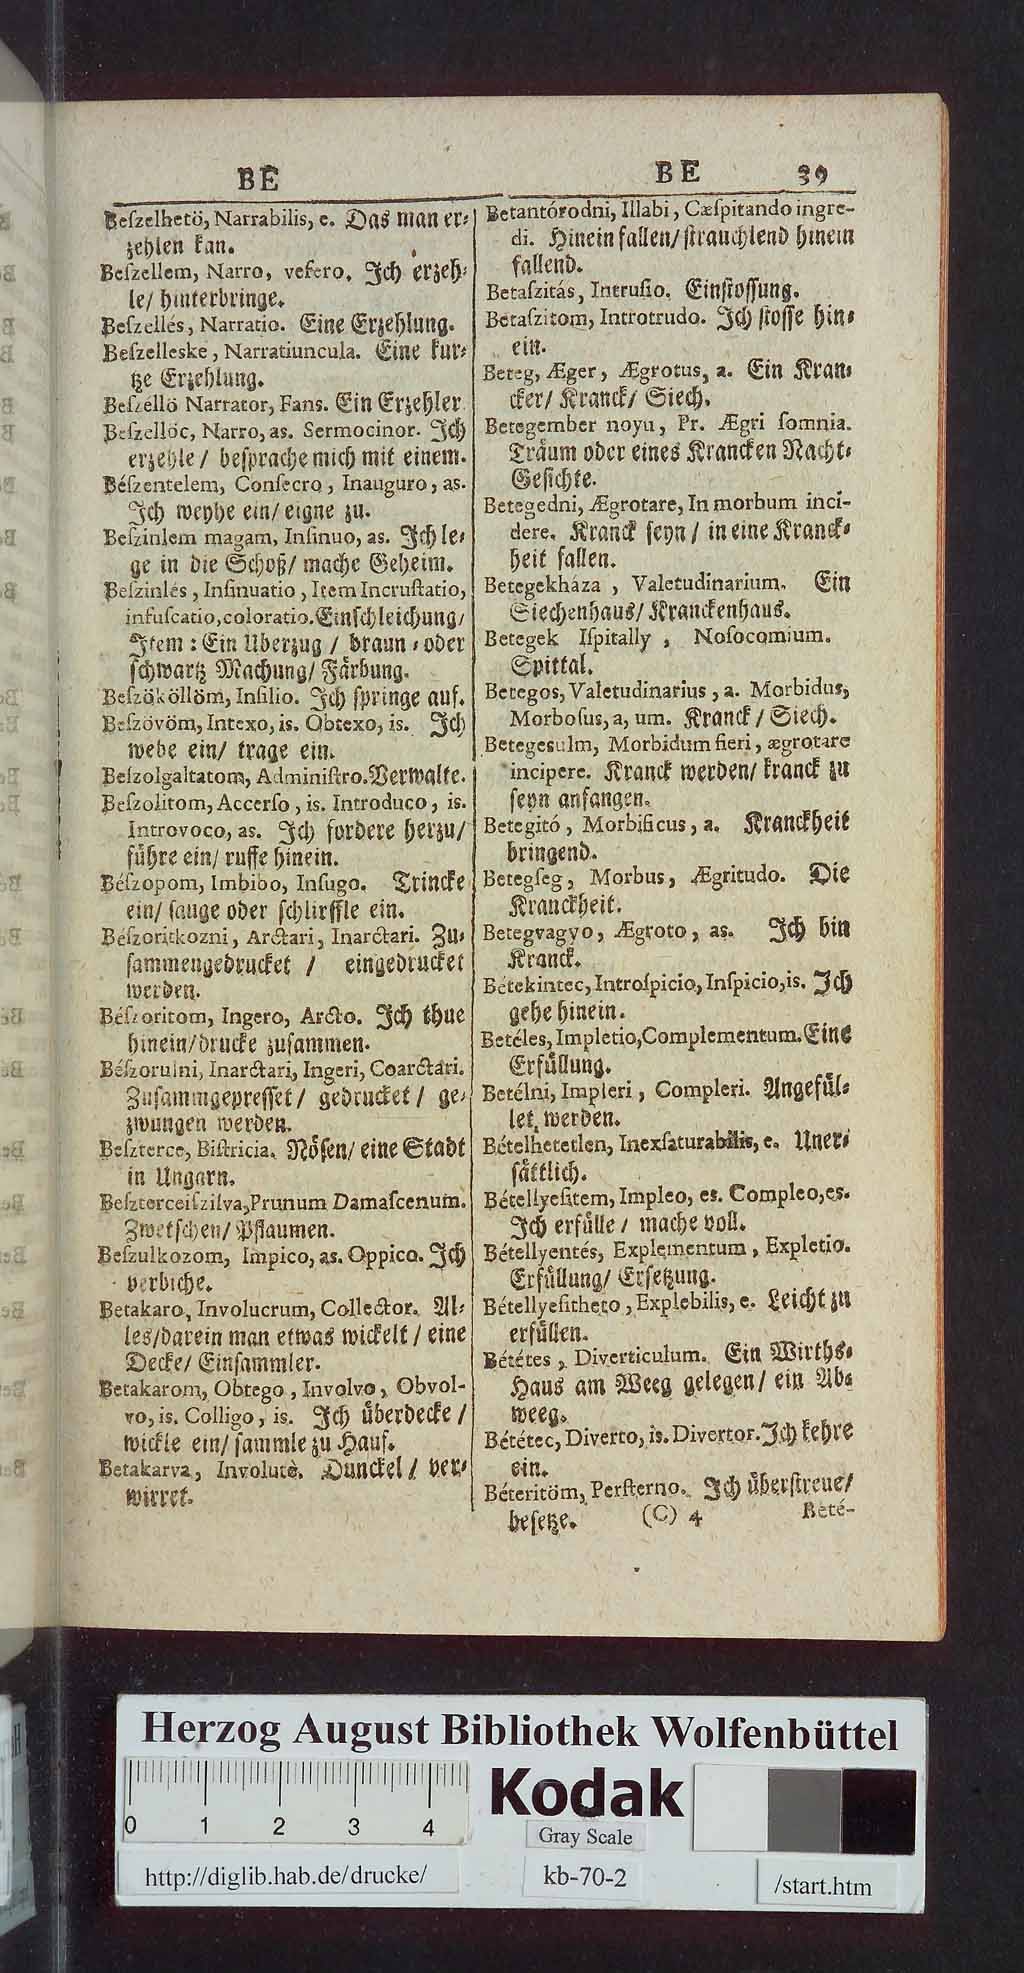 BE
Beſzelhetö, Narrabilis, e. Das man er⸗
zehlen kan.
Beſzellem, Narro, vefero. Ich erzeh⸗
le/ hinterbringe.
Beſzellés, Narratio. Eine Erzehlung.
Beſzelleske, Narratiuncula. Eine kur⸗
tze Erzehlung.
Beſzéllö Narrator, Fans. Ein Erzehler
Beſzellöc, Narro, as. Sermocinor. Ich
erzehle / besprache mich mit einem.
Béſzentelem, Conſecro, Inauguro, as.
Ich weyhe ein/ eigne zu.
Beſzinlem magam, Inſinuo, as. Ich le⸗
ge in die Schoß/ mache Geheim.
Beſzinlés, Inſinuatio, Item Incruſtatio,
infuſcatio, coloratio. Einschleichung/
Item: Ein Uberzug / braun⸗ oder
schwartz Machung/ Färbung.
Beſzököllöm, Inſilio. Ich springe auf.
Beſzövöm, Intexo, is. Obtexo, is. Ich
webe ein/ trage ein.
Beſzolgaltatom, Adminiſtro. Verwalte.
Beſzolitom, Accerſo, is. Introduco, is.
Introvoco, as. Ich fordere herzu/
führe ein/ ruffe hinein.
Béſzopom, Imbibo, Inſugo. Trincke
ein/ sauge oder schlirffle ein.
Béſzoritkozni, Arctari, Inarctari. Zu⸗
sammengedrucket / eingedrucket
werden.
Béſzoritom, Ingero, Arcto. Ich thue
hinein/drucke zusammen.
Béſzorulni, Inarctari, Ingeri, Coarctari.
Zusammgepresset/ gedrucket / ge⸗
zwungen werden.
Beſzterce, Biſtricia. Nösen/ eine Stadt
in Ungarn.
Beſzterceiſzilva, Prunum Damaſcenum.
Zwetschen/ Pflaumen.
Beſzulkozom, Impico, as. Oppico. Ich
verbiche.
Betakaro, Involucrum, Collector. Al⸗
les/darein man etwas wickelt / eine
Decke/ Einsammler.
Betakarom, Obtego, Involvo, Obvol-
vo, is. Colligo, is. Ich überdecke /
wickle ein/ sammle zu Hauf.
Betakarva, Involutè. Dunckel / ver⸗
wirret.
BE 39
Betantórodni, Illabi, Cæſpitando ingre-
di. Hinein fallen/ strauchlend hinein
fallend.
Betaſzitás, Intruſio. Einstossung.
Betaſzitom, Introtrudo. Ich stosse hin⸗
ein.
Beteg, Æger, Ægrotus, a. Ein Kran⸗
cker/ Kranck/ Siech.
Betegember noyu, Pr. Ægri ſomnia.
Träum oder eines Krancken Nacht⸗
Gesichte.
Betegedni, Ægrotare, In morbum inci-
dere. Kranck seyn / in eine Kranck⸗
heit fallen.
Betegekháza, Valetudinarium. Ein
Siechenhaus/ Kranckenhaus.
Betegek Iſpitally, Noſocomium.
Spittal.
Betegos, Valetudinarius, a. Morbidus,
Morboſus, a, um. Kranck / Siech.
Betegesulm, Morbidum fieri, ægrotare
incipere. Kranck werden/ kranck zu
seyn anfangen.
Betegitó, Morbificus, a. Kranckheit
bringend.
Betegſeg, Morbus, Ægritudo. Die
Kranckheit.
Betegvagyo, Ægroto, as. Ich bin
Kranck.
Bétekintec, Introſpicio, Inſpicio, is. Ich
gehe hinein.
Betéles, Impletio, Complementum. Eine
Erfüllung.
Betélni, Impleri, Compleri. Angefül⸗
let werden.
Bételhetetlen, Inexſaturabilis, e. Uner⸗
sättlich.
Bétellyeſitem, Impleo, es. Compleo, es.
Ich erfülle / mache voll.
Bétellyentés, Explementum, Expletio.
Erfüllung/ Ersetzung.
Bétellyeſitheto, Explebilis, e. Leicht zu
erfüllen.
Bététes, Diverticulum. Ein Wirths⸗
Haus am Weeg gelegen/ ein Ab⸗
weeg.
Bététec, Diverto, is. Divertor. Ich kehre
ein.
Béteritöm, Perſterno. Ich überstreue/
besetze.
(C) 4 Beté-
Herzog August Bibliothek Wolfenbüttel
0 1 2 3 4
Kodak
Gray Scale
http://diglib.hab.de/drucke/
kb-70-2
/start.htm